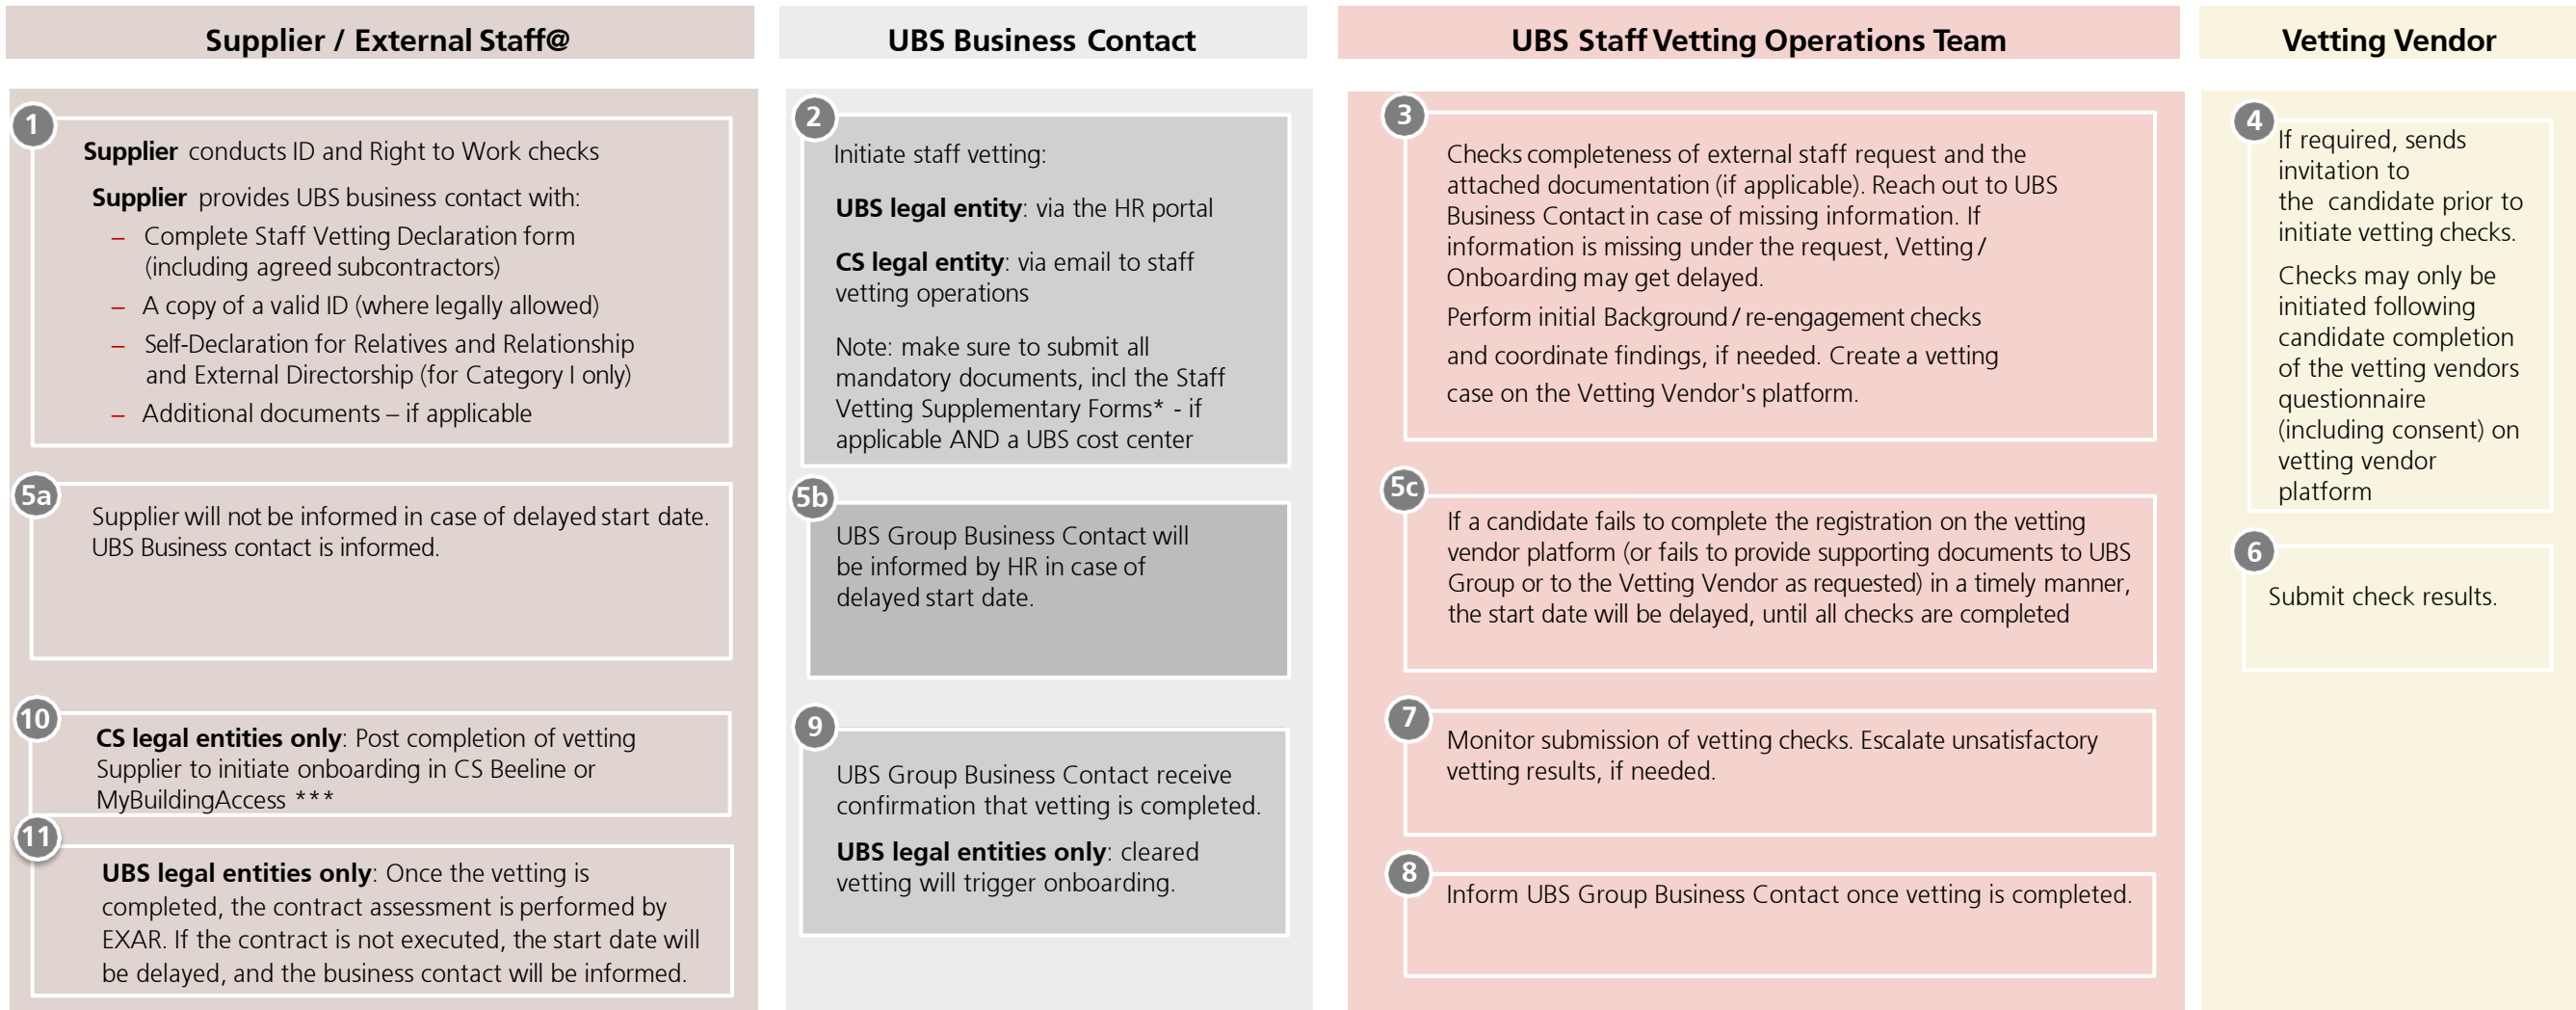 Supplier / External Staff@
1
Supplier conducts ID and Right to Work checks
Supplier provides UBS business contact with:
– Complete Staff Vetting Declaration form
(including agreed subcontractors)
– A copy of a valid ID (where legally allowed)
– Self-Declaration for Relatives and Relationship
and External Directorship (for Category I only)
– Additional documents – if applicable
5a
Supplier will not be informed in case of delayed start date.
UBS Business contact is informed.
10
CS legal entities only: Post completion of vetting
Supplier to initiate onboarding in CS Beeline or
MyBuildingAccess ***
11
UBS legal entities only: Once the vetting is
completed, the contract assessment is performed by
EXAR. If the contract is not executed, the start date will
be delayed, and the business contact will be informed.
UBS Business Contact
2
Initiate staff vetting:
UBS legal entity: via the HR portal
CS legal entity: via email to staff
vetting operations
Note: make sure to submit all
mandatory documents, incl the Staff
Vetting Supplementary Forms* - if
applicable AND a UBS cost center
5b
UBS Group Business Contact will
be informed by HR in case of
delayed start date.
9
UBS Group Business Contact receive
confirmation that vetting is completed.
UBS legal entities only: cleared
vetting will trigger onboarding.
UBS Staff Vetting Operations Team
3
Checks completeness of external staff request and the
attached documentation (if applicable). Reach out to UBS
Business Contact in case of missing information. If
information is missing under the request, Vetting /
Onboarding may get delayed.
Perform initial Background / re-engagement checks
and coordinate findings, if needed. Create a vetting
case on the Vetting Vendor's platform.
5c
If a candidate fails to complete the registration on the vetting
vendor platform (or fails to provide supporting documents to UBS
Group or to the Vetting Vendor as requested) in a timely manner,
the start date will be delayed, until all checks are completed
7
Monitor submission of vetting checks. Escalate unsatisfactory
vetting results, if needed.
8
Inform UBS Group Business Contact once vetting is completed.
Vetting Vendor
4
If required, sends
invitation to
the candidate prior to
initiate vetting checks.
Checks may only be
initiated following
candidate completion
of the vetting vendors
questionnaire
(including consent) on
vetting vendor
platform
6
Submit check results.